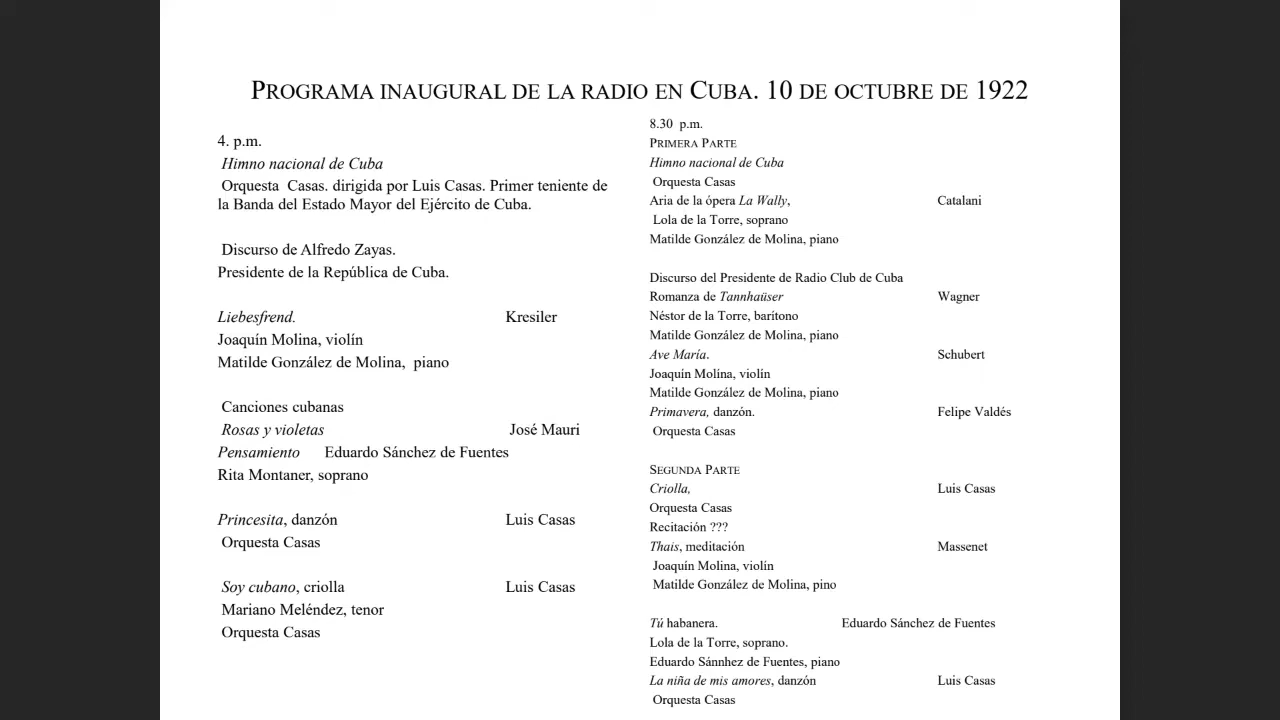 PROGRAMA INAUGURAL DE LA RADIO EN CUBA. 10 DE OCTUBRE DE 1922
4. p.m.
Himno nacional de Cuba
Orquesta Casas. dirigida por Luis Casas. Primer teniente de
la Banda del Estado Mayor del Ejército de Cuba.
Discurso de Alfredo Zayas.
Presidente de la República de Cuba.
Liebesfrend. Kresiler
Joaquín Molina, violín
Matilde González de Molina, piano
Canciones cubanas
Rosas y violetas José Mauri
Pensamiento Eduardo Sánchez de Fuentes
Rita Montaner, soprano
Princesita, danzón Luis Casas
Orquesta Casas
Soy cubano, criolla Luis Casas
Mariano Meléndez, tenor
Orquesta Casas
8.30 p.m.
PRIMERA PARTE
Himno nacional de Cuba
Orquesta Casas
Aria de la ópera La Wally, Catalani
Lola de la Torre, soprano
Matilde González de Molina, piano
Discurso del Presidente de Radio Club de Cuba
Romanza de Tannhaüser Wagner
Néstor de la Torre, barítono
Matilde González de Molina, piano
Ave María. Schubert
Joaquín Molína, violín
Matilde González de Molina, piano
Primavera, danzón. Felipe Valdés
Orquesta Casas
SEGUNDA PARTE
Criolla, Luis Casas
Orquesta Casas
Recitación ???
Thais, meditación Massenet
Joaquín Molina, violín
Matilde González de Molina, pino
Tú habanera. Eduardo Sánchez de Fuentes
Lola de la Torre, soprano.
Eduardo Sánnhez de Fuentes, piano
La niña de mis amores, danzón Luis Casas
Orquesta Casas